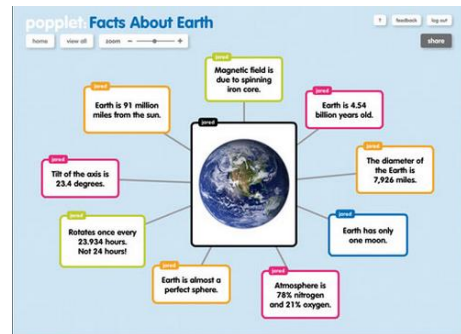 popplet: Facts About Earth
? feedback log out
home view all zoom - +
share
jared
Magnetic field is
due to spinning
iron core.
jared
Earth is 91 million
miles from the sun.
jared
Earth is 4.54
billion years old.
jared
jared
The diameter of
the Earth is
7,926 miles.
jared
Tilt of the axis is
23.4 degrees.
jared
Rotates once every
23.934 hours.
Not 24 hours!
jared
Earth has only
one moon.
jared
Earth is almost a
perfect sphere.
jared
Atmosphere is
78% nitrogen
and 21% oxygen.